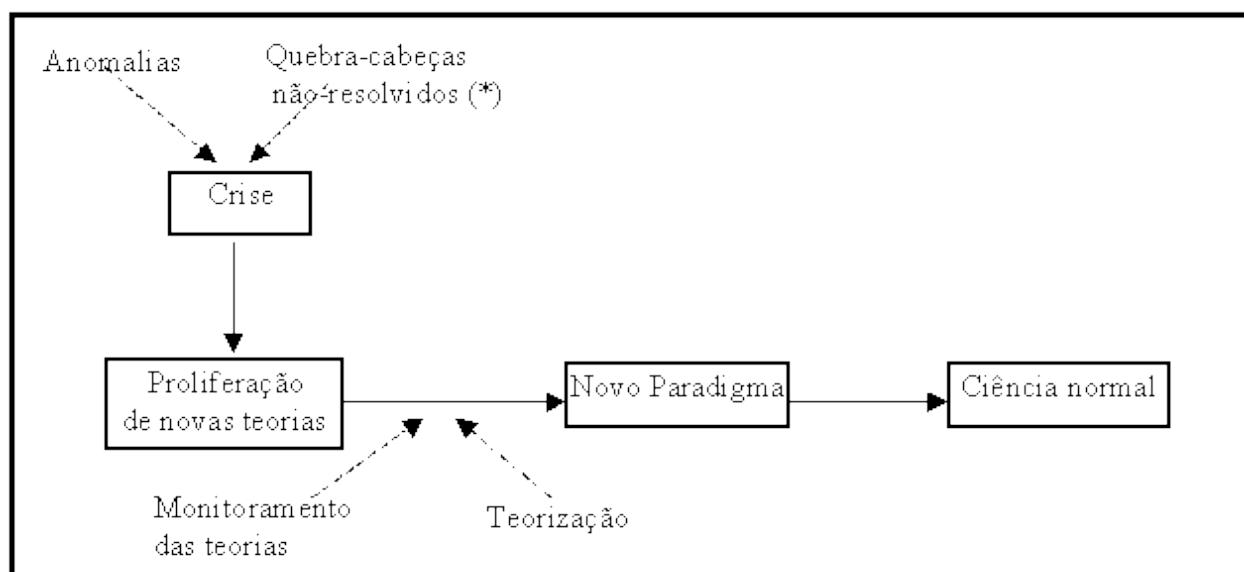 Anomalias
Quebra-cabeças
não-resolvidos (*)
Crise
Proliferação
de novas teorias
Novo Paradigma
Ciência normal
Monitoramento
das teorias
Teorização